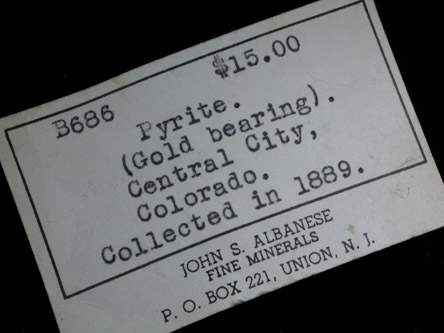 $15.00
B686
Pyrite.
(Gold bearing).
Central City,
Colorado.
Collected in 1889.
JOHN S. ALBANESE
FINE MINERALS
P. O. BOX 221, UNION, N. J.